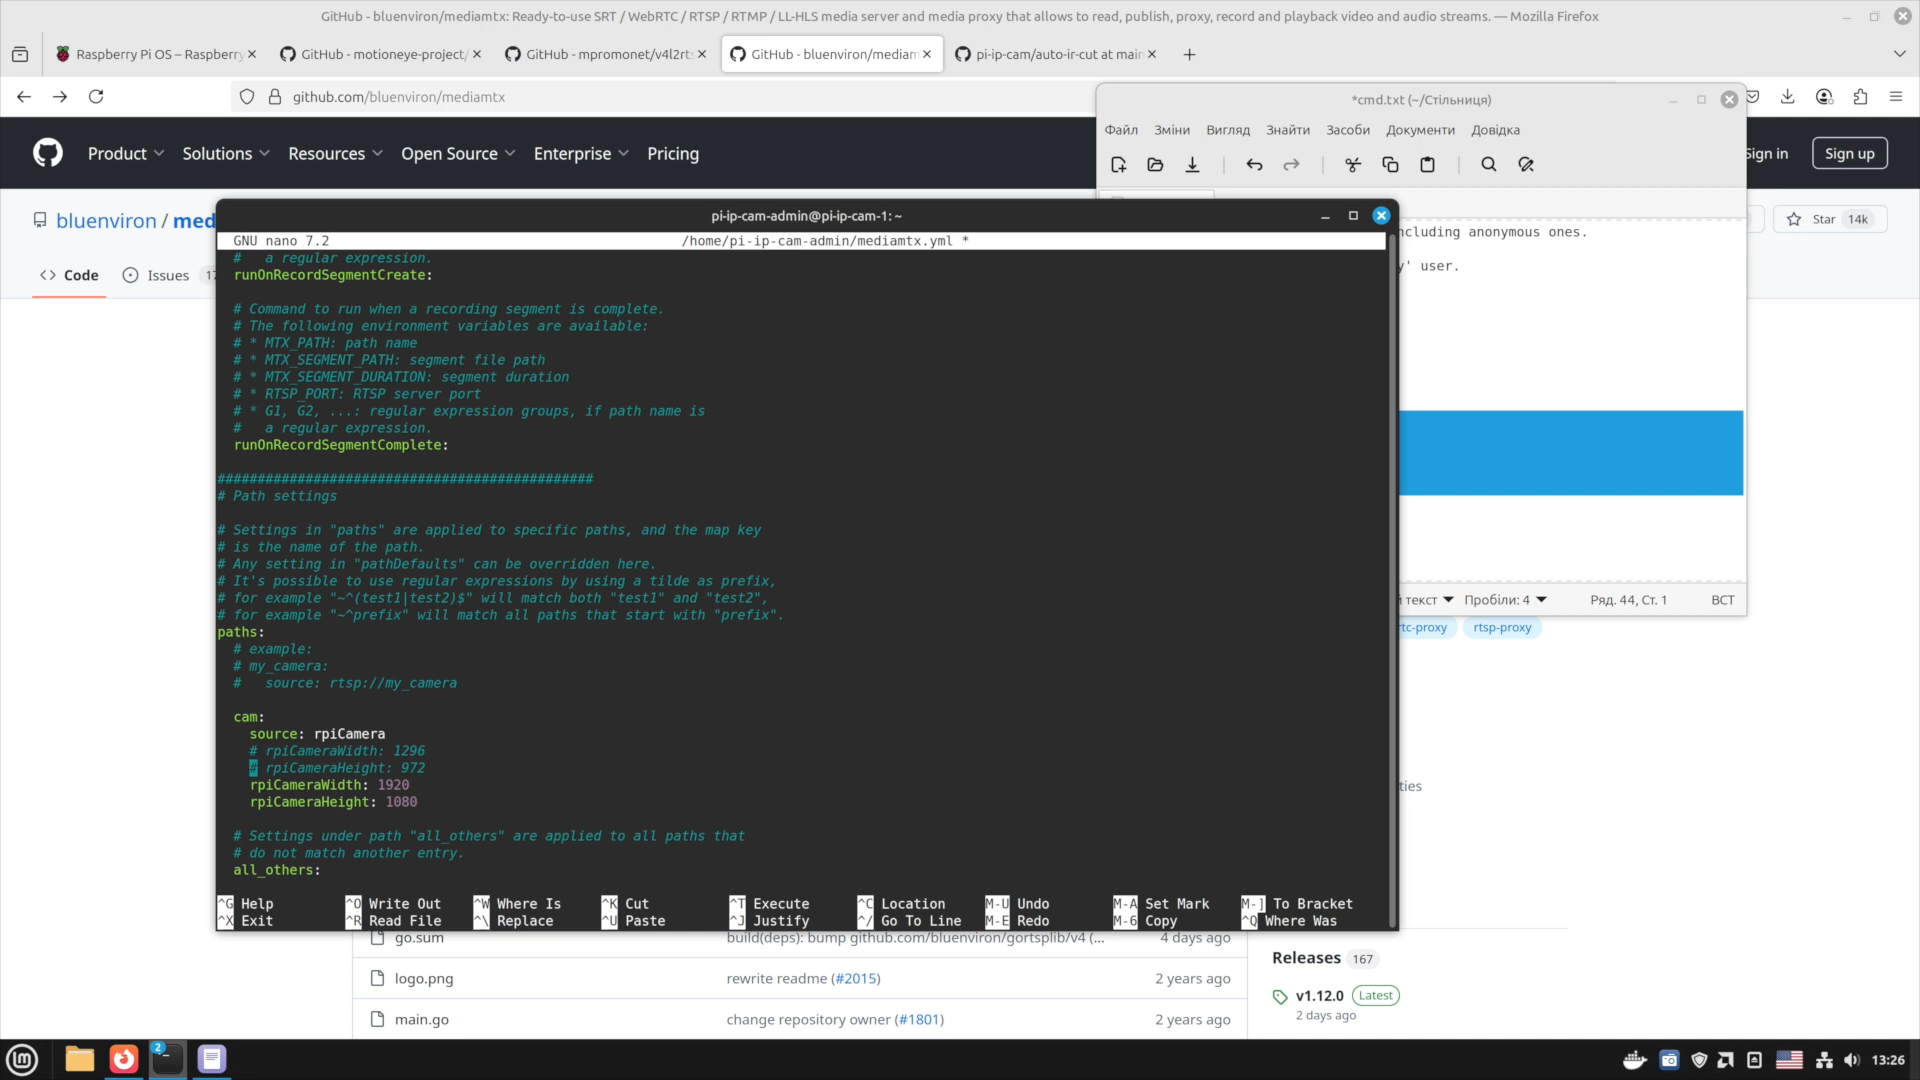 GitHub - bluenviron/mediamtx: Ready-to-use SRT / WebRTC / RTSP / RTMP / LL-HLS media server and media proxy that allows to read, publish, proxy, record and playback video and audio streams. — Mozilla Firefox
Raspberry Pi OS – Raspberry
GitHub - motioneye-project/
GitHub - mpromonet/v4l2rts
GitHub - bluenviron/mediam
pi-ip-cam/auto-ir-cut at main
github.com/bluenviron/mediamtx
*cmd.txt (~/Стільниця)
Файл Зміни Вигляд Знайти Засоби Документи Довідка
Product Solutions Resources Open Source Enterprise Pricing
Sign in Sign up
bluenviron / med
Star 14k
Code Issues 17
ncluding anonymous ones.
y' user.
pi-ip-cam-admin@pi-ip-cam-1: ~
GNU nano 7.2 /home/pi-ip-cam-admin/mediamtx.yml *
#   a regular expression.
runOnRecordSegmentCreate:
# Command to run when a recording segment is complete.
# The following environment variables are available:
# * MTX_PATH: path name
# * MTX_SEGMENT_PATH: segment file path
# * MTX_SEGMENT_DURATION: segment duration
# * RTSP_PORT: RTSP server port
# * G1, G2, ...: regular expression groups, if path name is
#   a regular expression.
runOnRecordSegmentComplete:
###############################################
# Path settings
# Settings in "paths" are applied to specific paths, and the map key
# is the name of the path.
# Any setting in "pathDefaults" can be overridden here.
# It's possible to use regular expressions by using a tilde as prefix,
# for example "~^(test1|test2)$" will match both "test1" and "test2",
# for example "~^prefix" will match all paths that start with "prefix".
paths:
# example:
# my_camera:
#   source: rtsp://my_camera
cam:
source: rpiCamera
# rpiCameraWidth: 1296
# rpiCameraHeight: 972
rpiCameraWidth: 1920
rpiCameraHeight: 1080
# Settings under path "all_others" are applied to all paths that
# do not match another entry.
all_others:
^G Help ^O Write Out ^W Where Is ^K Cut ^T Execute ^C Location M-U Undo M-A Set Mark M-] To Bracket
^X Exit ^R Read File ^\ Replace ^U Paste ^J Justify ^/ Go To Line M-E Redo M-6 Copy ^Q Where Was
й текст Пробіли: 4 Ряд. 44, Ст. 1 ВСТ
rtc-proxy rtsp-proxy
ties
go.sum build(deps): bump github.com/bluenviron/gortsplib/v4 (... 4 days ago
logo.png rewrite readme (#2015) 2 years ago
main.go change repository owner (#1801) 2 years ago
Releases 167
v1.12.0 Latest
2 days ago
2
13:26